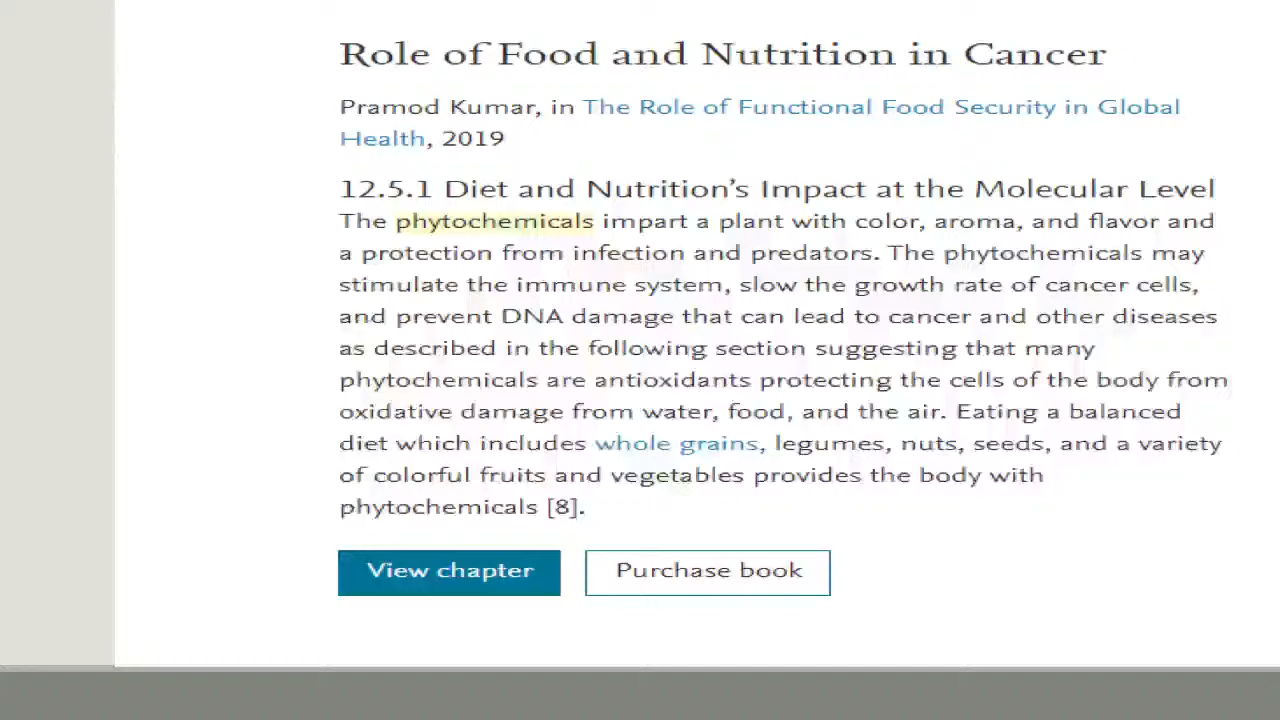 Role of Food and Nutrition in Cancer
Pramod Kumar, in The Role of Functional Food Security in Global
Health, 2019
12.5.1 Diet and Nutrition’s Impact at the Molecular Level
The phytochemicals impart a plant with color, aroma, and flavor and
a protection from infection and predators. The phytochemicals may
stimulate the immune system, slow the growth rate of cancer cells,
and prevent DNA damage that can lead to cancer and other diseases
as described in the following section suggesting that many
phytochemicals are antioxidants protecting the cells of the body from
oxidative damage from water, food, and the air. Eating a balanced
diet which includes whole grains, legumes, nuts, seeds, and a variety
of colorful fruits and vegetables provides the body with
phytochemicals [8].
View chapter Purchase book